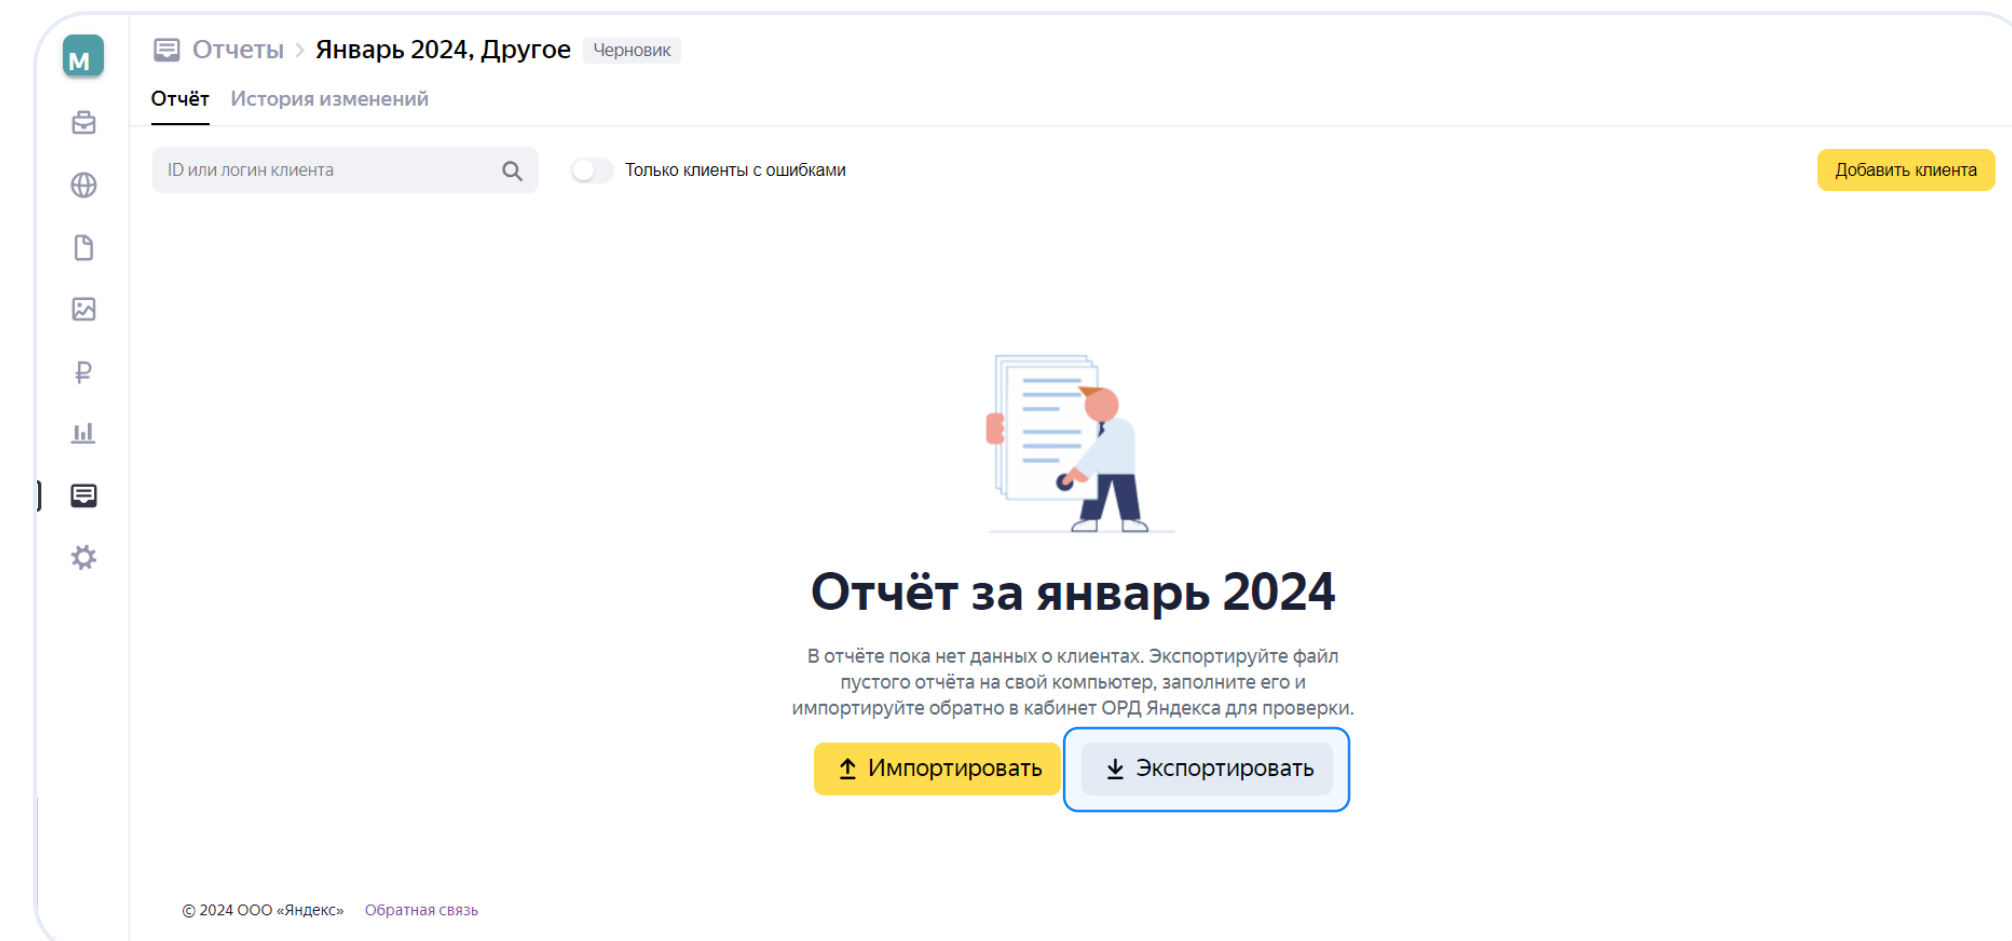 М
Отчеты > Январь 2024, Другое Черновик
Отчёт История изменений
ID или логин клиента Только клиенты с ошибками Добавить клиента
Отчёт за январь 2024
В отчёте пока нет данных о клиентах. Экспортируйте файл
пустого отчёта на свой компьютер, заполните его и
импортируйте обратно в кабинет ОРД Яндекса для проверки.
Импортировать Экспортировать
© 2024 ООО «Яндекс» Обратная связь